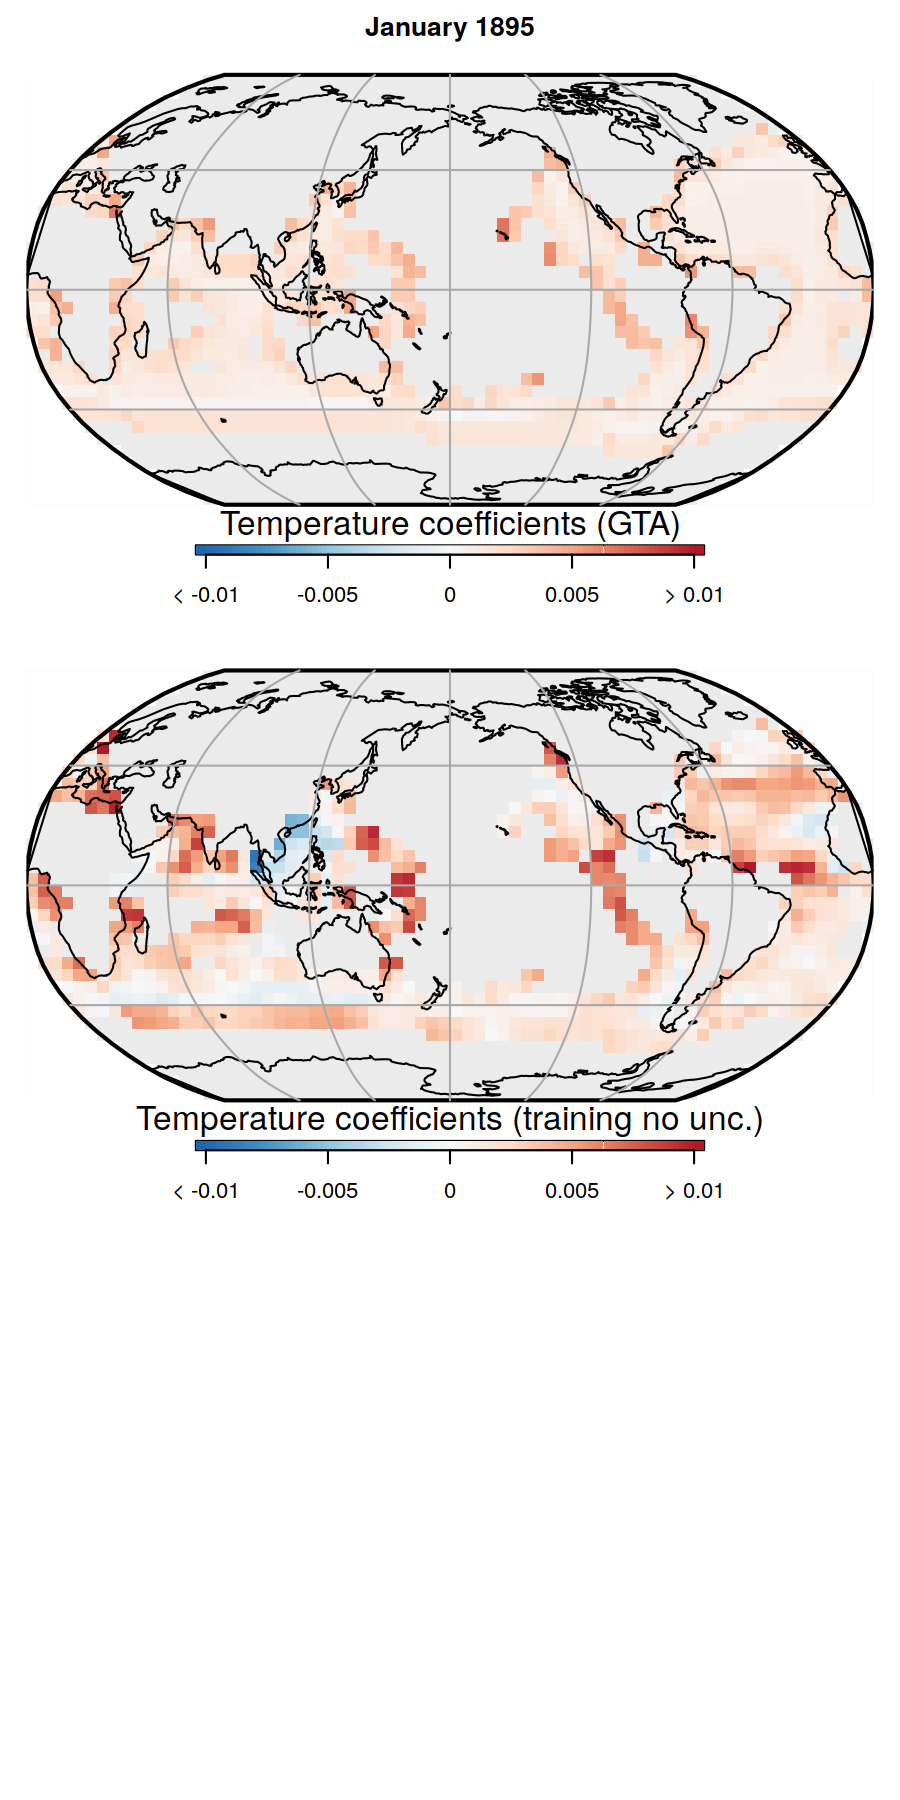 January 1895
Temperature coefficients (GTA)
< -0.01 -0.005 0 0.005 > 0.01
Temperature coefficients (training no unc.)
< -0.01 -0.005 0 0.005 > 0.01